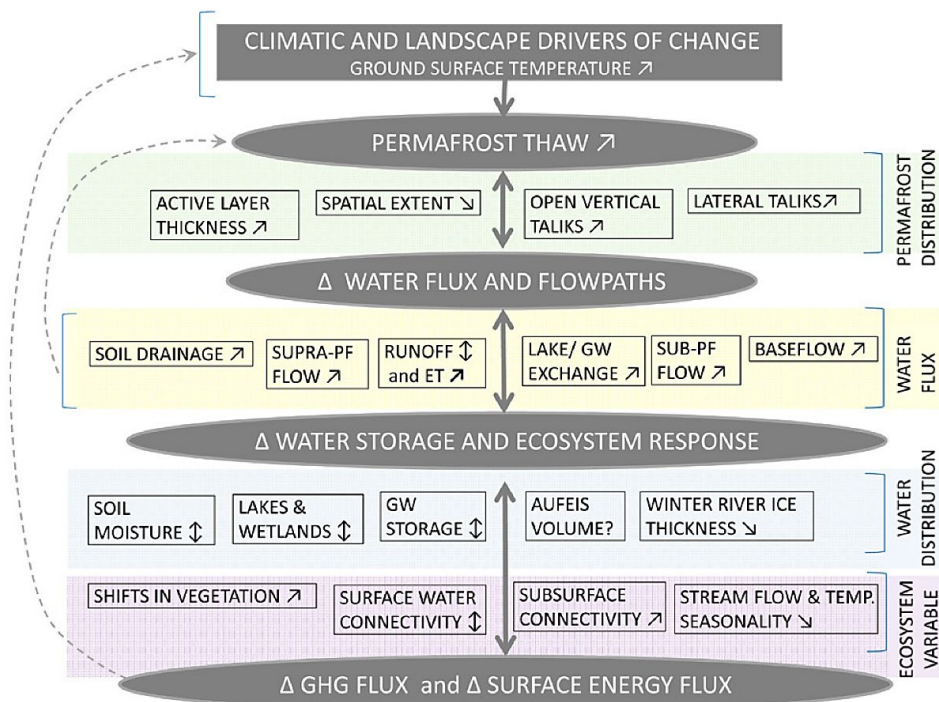 CLIMATIC AND LANDSCAPE DRIVERS OF CHANGE
GROUND SURFACE TEMPERATURE ↗
PERMAFROST THAW ↗
ACTIVE LAYER
THICKNESS ↗
SPATIAL EXTENT ↘
OPEN VERTICAL
TALKS ↗
LATERAL TALKS↗
PERMAFROST
DISTRIBUTION
Δ WATER FLUX AND FLOWPATHS
SOIL DRAINAGE ↗
SUPRA-PF
FLOW ↗
RUNOFF ↕
and ET ↗
LAKE/ GW
EXCHANGE ↗
SUB-PF
FLOW ↗
BASEFLOW ↗
WATER
FLUX
Δ WATER STORAGE AND ECOSYSTEM RESPONSE
SOIL
MOISTURE ↕
LAKES &
WETLANDS ↕
GW
STORAGE ↕
AUFEIS
VOLUME?
WINTER RIVER ICE
THICKNESS ↘
WATER
DISTRIBUTION
SHIFTS IN VEGETATION ↗
SURFACE WATER
CONNECTIVITY ↕
SUBSURFACE
CONNECTIVITY ↗
STREAM FLOW & TEMP.
SEASONALITY ↘
ECOSYSTEM
VARIABLE
Δ GHG FLUX and Δ SURFACE ENERGY FLUX